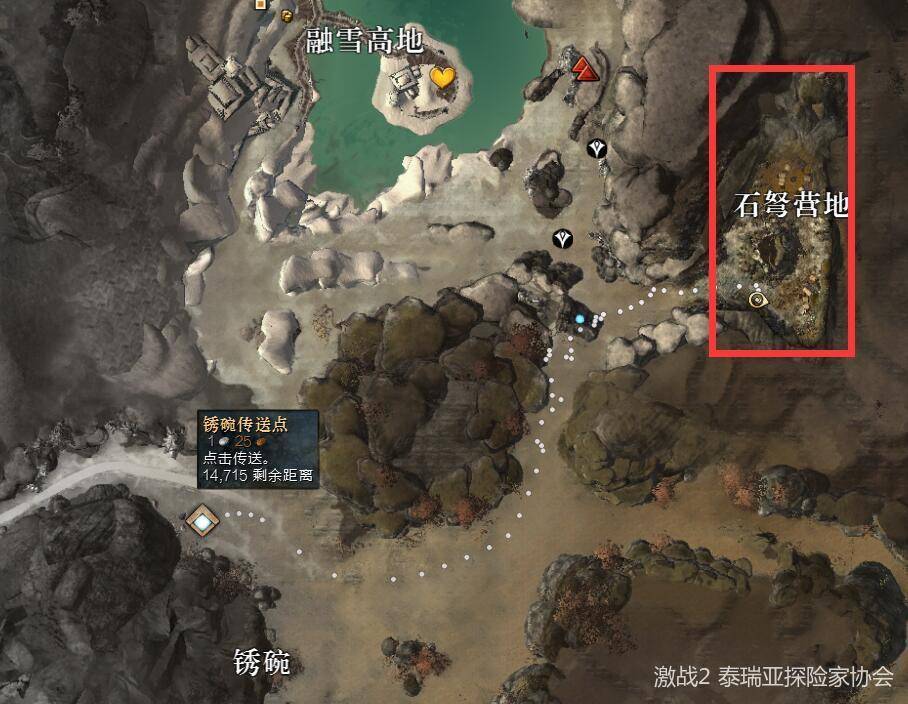 融雪高地
石弩营地
锈碗传送点
1 25
点击传送。
14,715 剩余距离
锈碗
激战2 泰瑞亚探险家协会